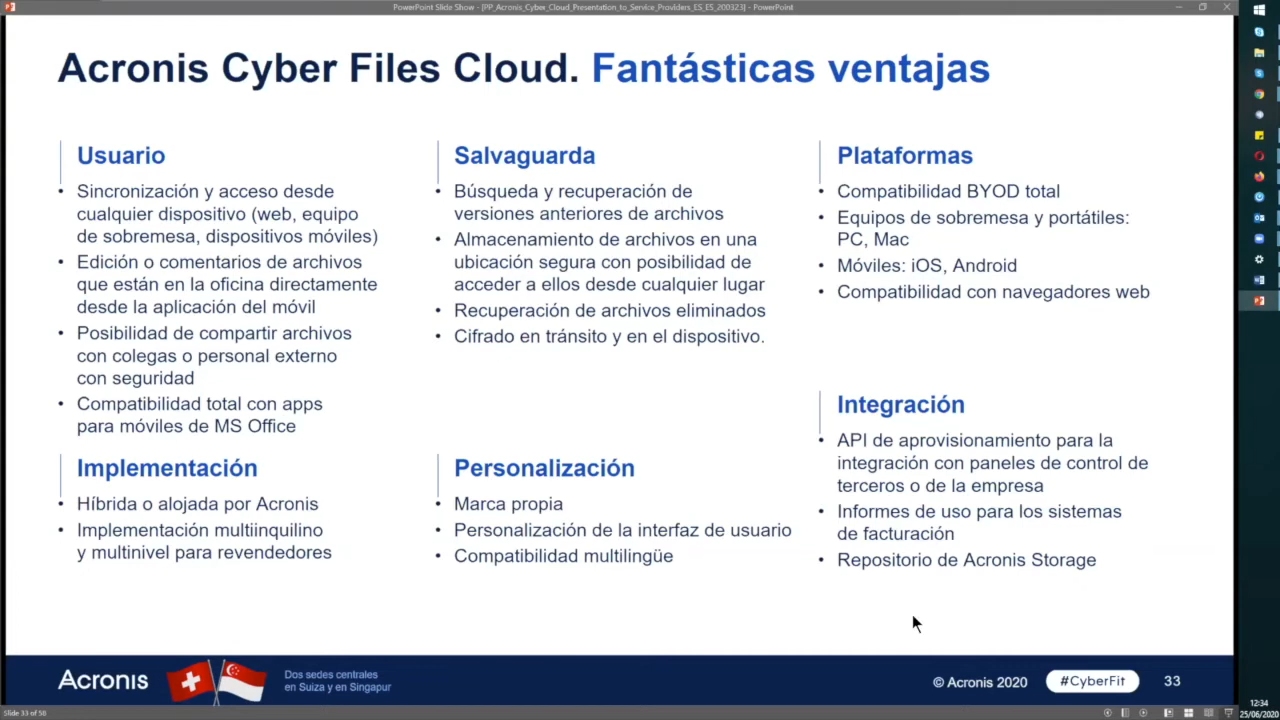 PowerPoint Slide Show - [PP_Acronis_Cyber_Cloud_Presentation_to_Service_Providers_ES_ES_200323] - PowerPoint
Acronis Cyber Files Cloud. Fantásticas ventajas
Usuario
• Sincronización y acceso desde
cualquier dispositivo (web, equipo
de sobremesa, dispositivos móviles)
• Edición o comentarios de archivos
que están en la oficina directamente
desde la aplicación del móvil
• Posibilidad de compartir archivos
con colegas o personal externo
con seguridad
• Compatibilidad total con apps
para móviles de MS Office
Salvaguarda
• Búsqueda y recuperación de
versiones anteriores de archivos
• Almacenamiento de archivos en una
ubicación segura con posibilidad de
acceder a ellos desde cualquier lugar
• Recuperación de archivos eliminados
• Cifrado en tránsito y en el dispositivo.
Plataformas
• Compatibilidad BYOD total
• Equipos de sobremesa y portátiles:
PC, Mac
• Móviles: iOS, Android
• Compatibilidad con navegadores web
Implementación
• Híbrida o alojada por Acronis
• Implementación multiinquilino
y multinivel para revendedores
Personalización
• Marca propia
• Personalización de la interfaz de usuario
• Compatibilidad multilingüe
Integración
• API de aprovisionamiento para la
integración con paneles de control de
terceros o de la empresa
• Informes de uso para los sistemas
de facturación
• Repositorio de Acronis Storage
Acronis
Dos sedes centrales
en Suiza y en Singapur
© Acronis 2020
#CyberFit
33
Slide 33 of 58
12:34
25/06/2020